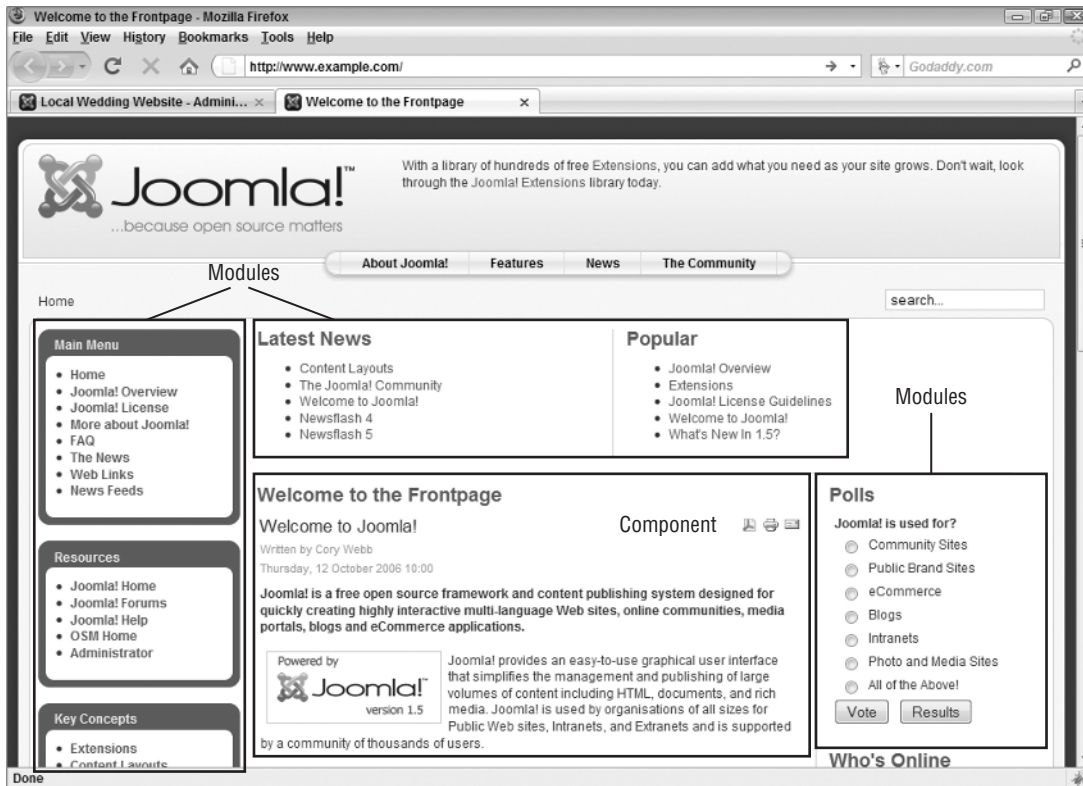 Welcome to the Frontpage - Mozilla Firefox
File Edit View History Bookmarks Tools Help
http://www.example.com/
Godaddy.com
Local Wedding Website - Admini... ×
Welcome to the Frontpage ×
Joomla!™
...because open source matters
With a library of hundreds of free Extensions, you can add what you need as your site grows. Don't wait, look
through the Joomla! Extensions library today.
About Joomla! Features News The Community
Modules
Home
search...
Main Menu
• Home
• Joomla! Overview
• Joomla! License
• More about Joomla!
• FAQ
• The News
• Web Links
• News Feeds
Resources
• Joomla! Home
• Joomla! Forums
• Joomla! Help
• OSM Home
• Administrator
Key Concepts
• Extensions
• Content Layouts
Latest News
• Content Layouts
• The Joomla! Community
• Welcome to Joomla!
• Newsflash 4
• Newsflash 5
Popular
• Joomla! Overview
• Extensions
• Joomla! License Guidelines
• Welcome to Joomla!
• What's New In 1.5?
Modules
Welcome to the Frontpage
Welcome to Joomla!
Component
Written by Cory Webb
Thursday, 12 October 2006 10:00
Joomla! is a free open source framework and content publishing system designed for
quickly creating highly interactive multi-language Web sites, online communities, media
portals, blogs and eCommerce applications.
Powered by
Joomla!™
version 1.5
Joomla! provides an easy-to-use graphical user interface
that simplifies the management and publishing of large
volumes of content including HTML, documents, and rich
media. Joomla! is used by organisations of all sizes for
Public Web sites, Intranets, and Extranets and is supported
by a community of thousands of users.
Polls
Joomla! is used for?
Community Sites
Public Brand Sites
eCommerce
Blogs
Intranets
Photo and Media Sites
All of the Above!
Vote Results
Who's Online
Done